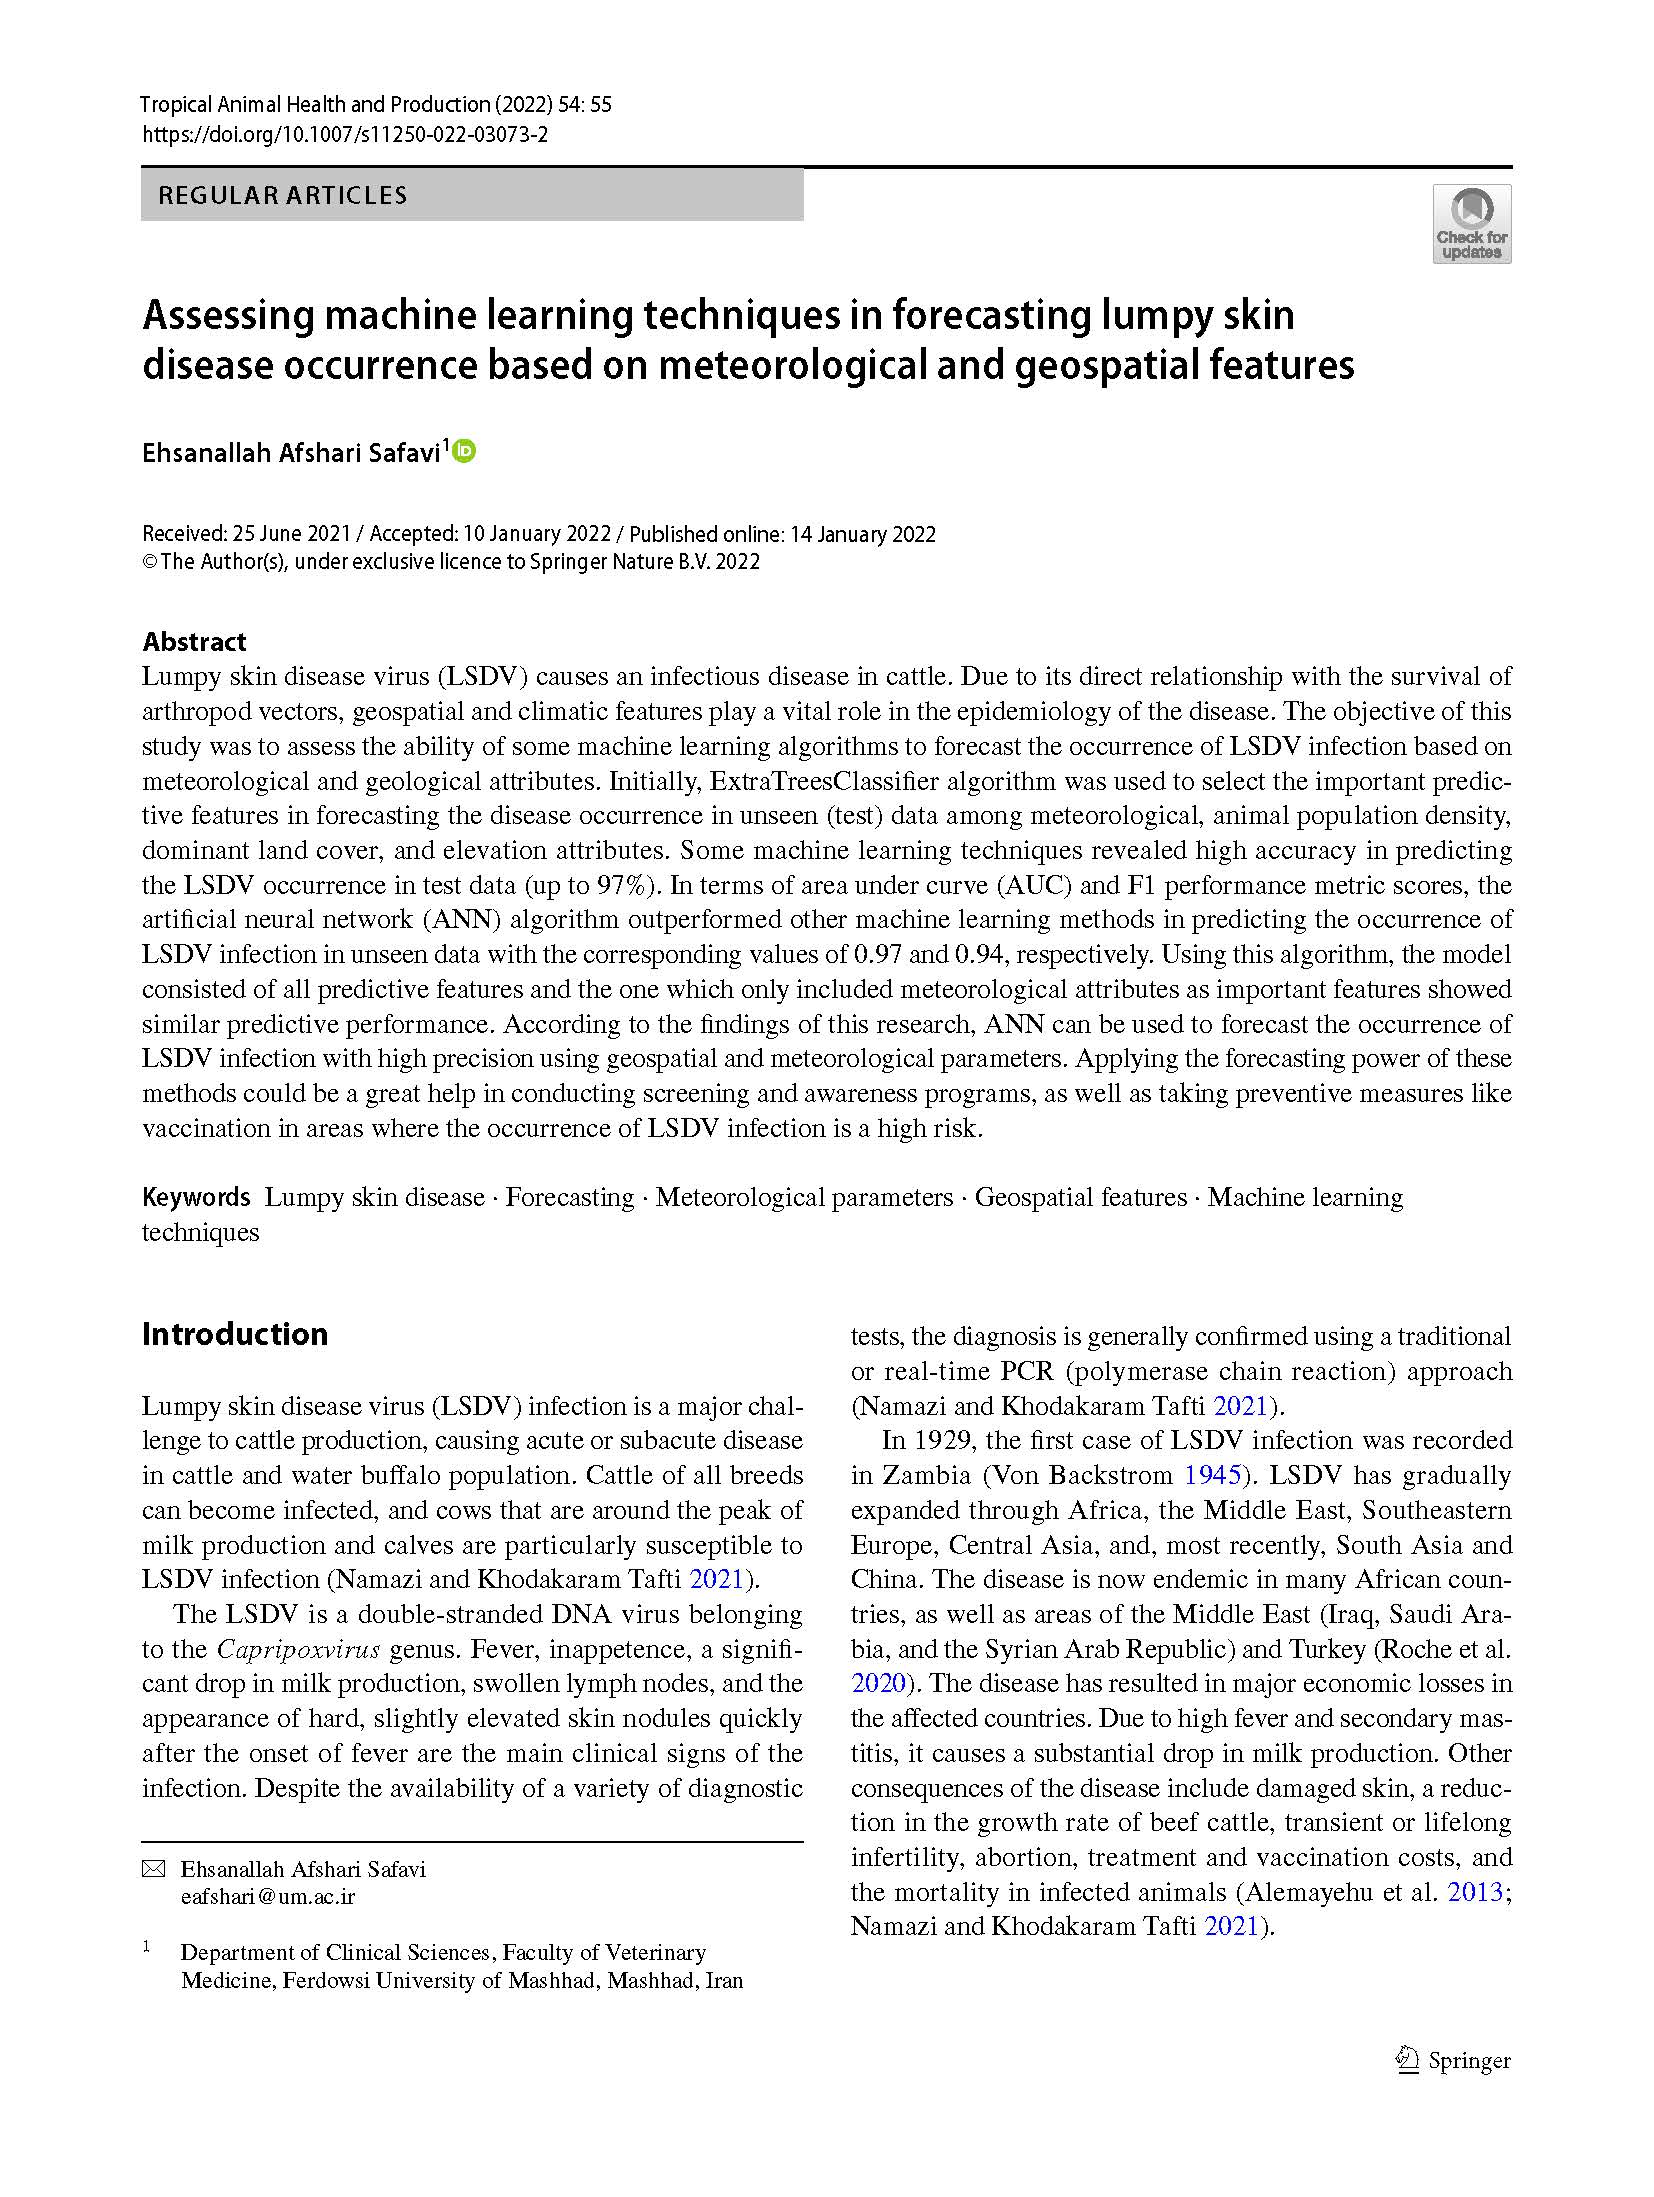 Tropical Animal Health and Production (2022) 54: 55
https://doi.org/10.1007/s11250-022-03073-2
REGULAR ARTICLES
Check for
updates
Assessing machine learning techniques in forecasting lumpy skin
disease occurrence based on meteorological and geospatial features
Ehsanallah Afshari Safavi1 iD
Received: 25 June 2021 / Accepted: 10 January 2022 / Published online: 14 January 2022
© The Author(s), under exclusive licence to Springer Nature B.V. 2022
Abstract
Lumpy skin disease virus (LSDV) causes an infectious disease in cattle. Due to its direct relationship with the survival of
arthropod vectors, geospatial and climatic features play a vital role in the epidemiology of the disease. The objective of this
study was to assess the ability of some machine learning algorithms to forecast the occurrence of LSDV infection based on
meteorological and geological attributes. Initially, ExtraTreesClassifier algorithm was used to select the important predic-
tive features in forecasting the disease occurrence in unseen (test) data among meteorological, animal population density,
dominant land cover, and elevation attributes. Some machine learning techniques revealed high accuracy in predicting
the LSDV occurrence in test data (up to 97%). In terms of area under curve (AUC) and F1 performance metric scores, the
artificial neural network (ANN) algorithm outperformed other machine learning methods in predicting the occurrence of
LSDV infection in unseen data with the corresponding values of 0.97 and 0.94, respectively. Using this algorithm, the model
consisted of all predictive features and the one which only included meteorological attributes as important features showed
similar predictive performance. According to the findings of this research, ANN can be used to forecast the occurrence of
LSDV infection with high precision using geospatial and meteorological parameters. Applying the forecasting power of these
methods could be a great help in conducting screening and awareness programs, as well as taking preventive measures like
vaccination in areas where the occurrence of LSDV infection is a high risk.
Keywords Lumpy skin disease · Forecasting · Meteorological parameters · Geospatial features · Machine learning
techniques
Introduction
Lumpy skin disease virus (LSDV) infection is a major chal-
lenge to cattle production, causing acute or subacute disease
in cattle and water buffalo population. Cattle of all breeds
can become infected, and cows that are around the peak of
milk production and calves are particularly susceptible to
LSDV infection (Namazi and Khodakaram Tafti 2021).
The LSDV is a double-stranded DNA virus belonging
to the Capripoxvirus genus. Fever, inappetence, a signifi-
cant drop in milk production, swollen lymph nodes, and the
appearance of hard, slightly elevated skin nodules quickly
after the onset of fever are the main clinical signs of the
infection. Despite the availability of a variety of diagnostic
tests, the diagnosis is generally confirmed using a traditional
or real-time PCR (polymerase chain reaction) approach
(Namazi and Khodakaram Tafti 2021).
In 1929, the first case of LSDV infection was recorded
in Zambia (Von Backstrom 1945). LSDV has gradually
expanded through Africa, the Middle East, Southeastern
Europe, Central Asia, and, most recently, South Asia and
China. The disease is now endemic in many African coun-
tries, as well as areas of the Middle East (Iraq, Saudi Ara-
bia, and the Syrian Arab Republic) and Turkey (Roche et al.
2020). The disease has resulted in major economic losses in
the affected countries. Due to high fever and secondary mas-
titis, it causes a substantial drop in milk production. Other
consequences of the disease include damaged skin, a reduc-
tion in the growth rate of beef cattle, transient or lifelong
infertility, abortion, treatment and vaccination costs, and
the mortality in infected animals (Alemayehu et al. 2013;
Namazi and Khodakaram Tafti 2021).
Ehsanallah Afshari Safavi
eafshari@um.ac.ir
1 Department of Clinical Sciences, Faculty of Veterinary
Medicine, Ferdowsi University of Mashhad, Mashhad, Iran
Springer